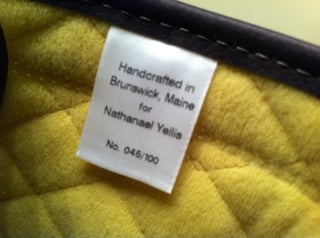 Handcrafted in
Brunswick, Maine
for
Nathanael Yellis
No. 045/100